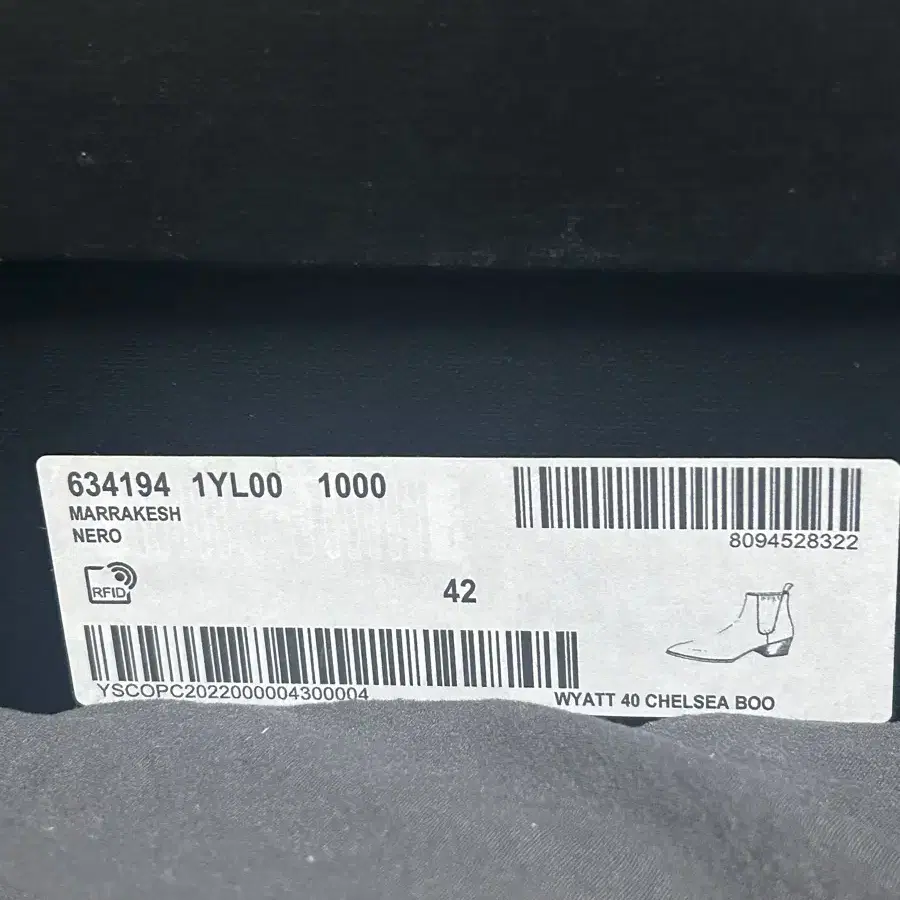 634194 1YL00 1000
MARRAKESH
NERO
8094528322
RFID
42
YSCOPC2022000004300004
WYATT 40 CHELSEA BOO